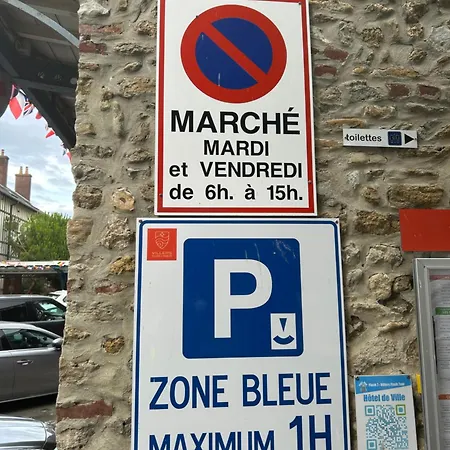 MARCHÉ
MARDI
et VENDREDI
de 6h. à 15h.
toilettes
P
ZONE BLEUE
MAXIMUM 1H
Hôtel de Ville